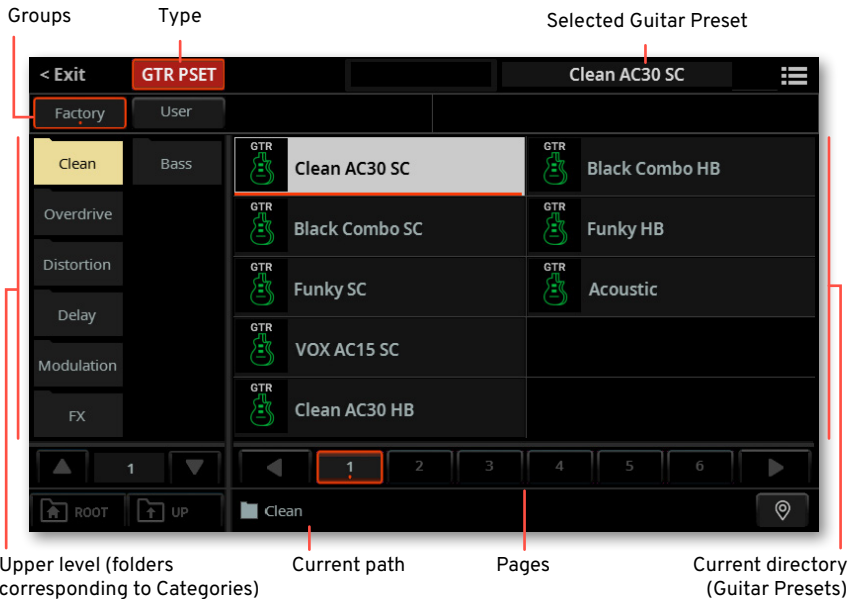 Groups
Type
Selected Guitar Preset
< Exit
GTR PSET
Clean AC30 SC
Factory
User
Clean
Bass
Overdrive
Distortion
Delay
Modulation
FX
GTR
Clean AC30 SC
GTR
Black Combo HB
GTR
Black Combo SC
GTR
Funky HB
GTR
Funky SC
GTR
Acoustic
GTR
VOX AC15 SC
GTR
Clean AC30 HB
1
1
2
3
4
5
6
ROOT
UP
Clean
Upper level (folders
corresponding to Categories)
Current path
Pages
Current directory
(Guitar Presets)